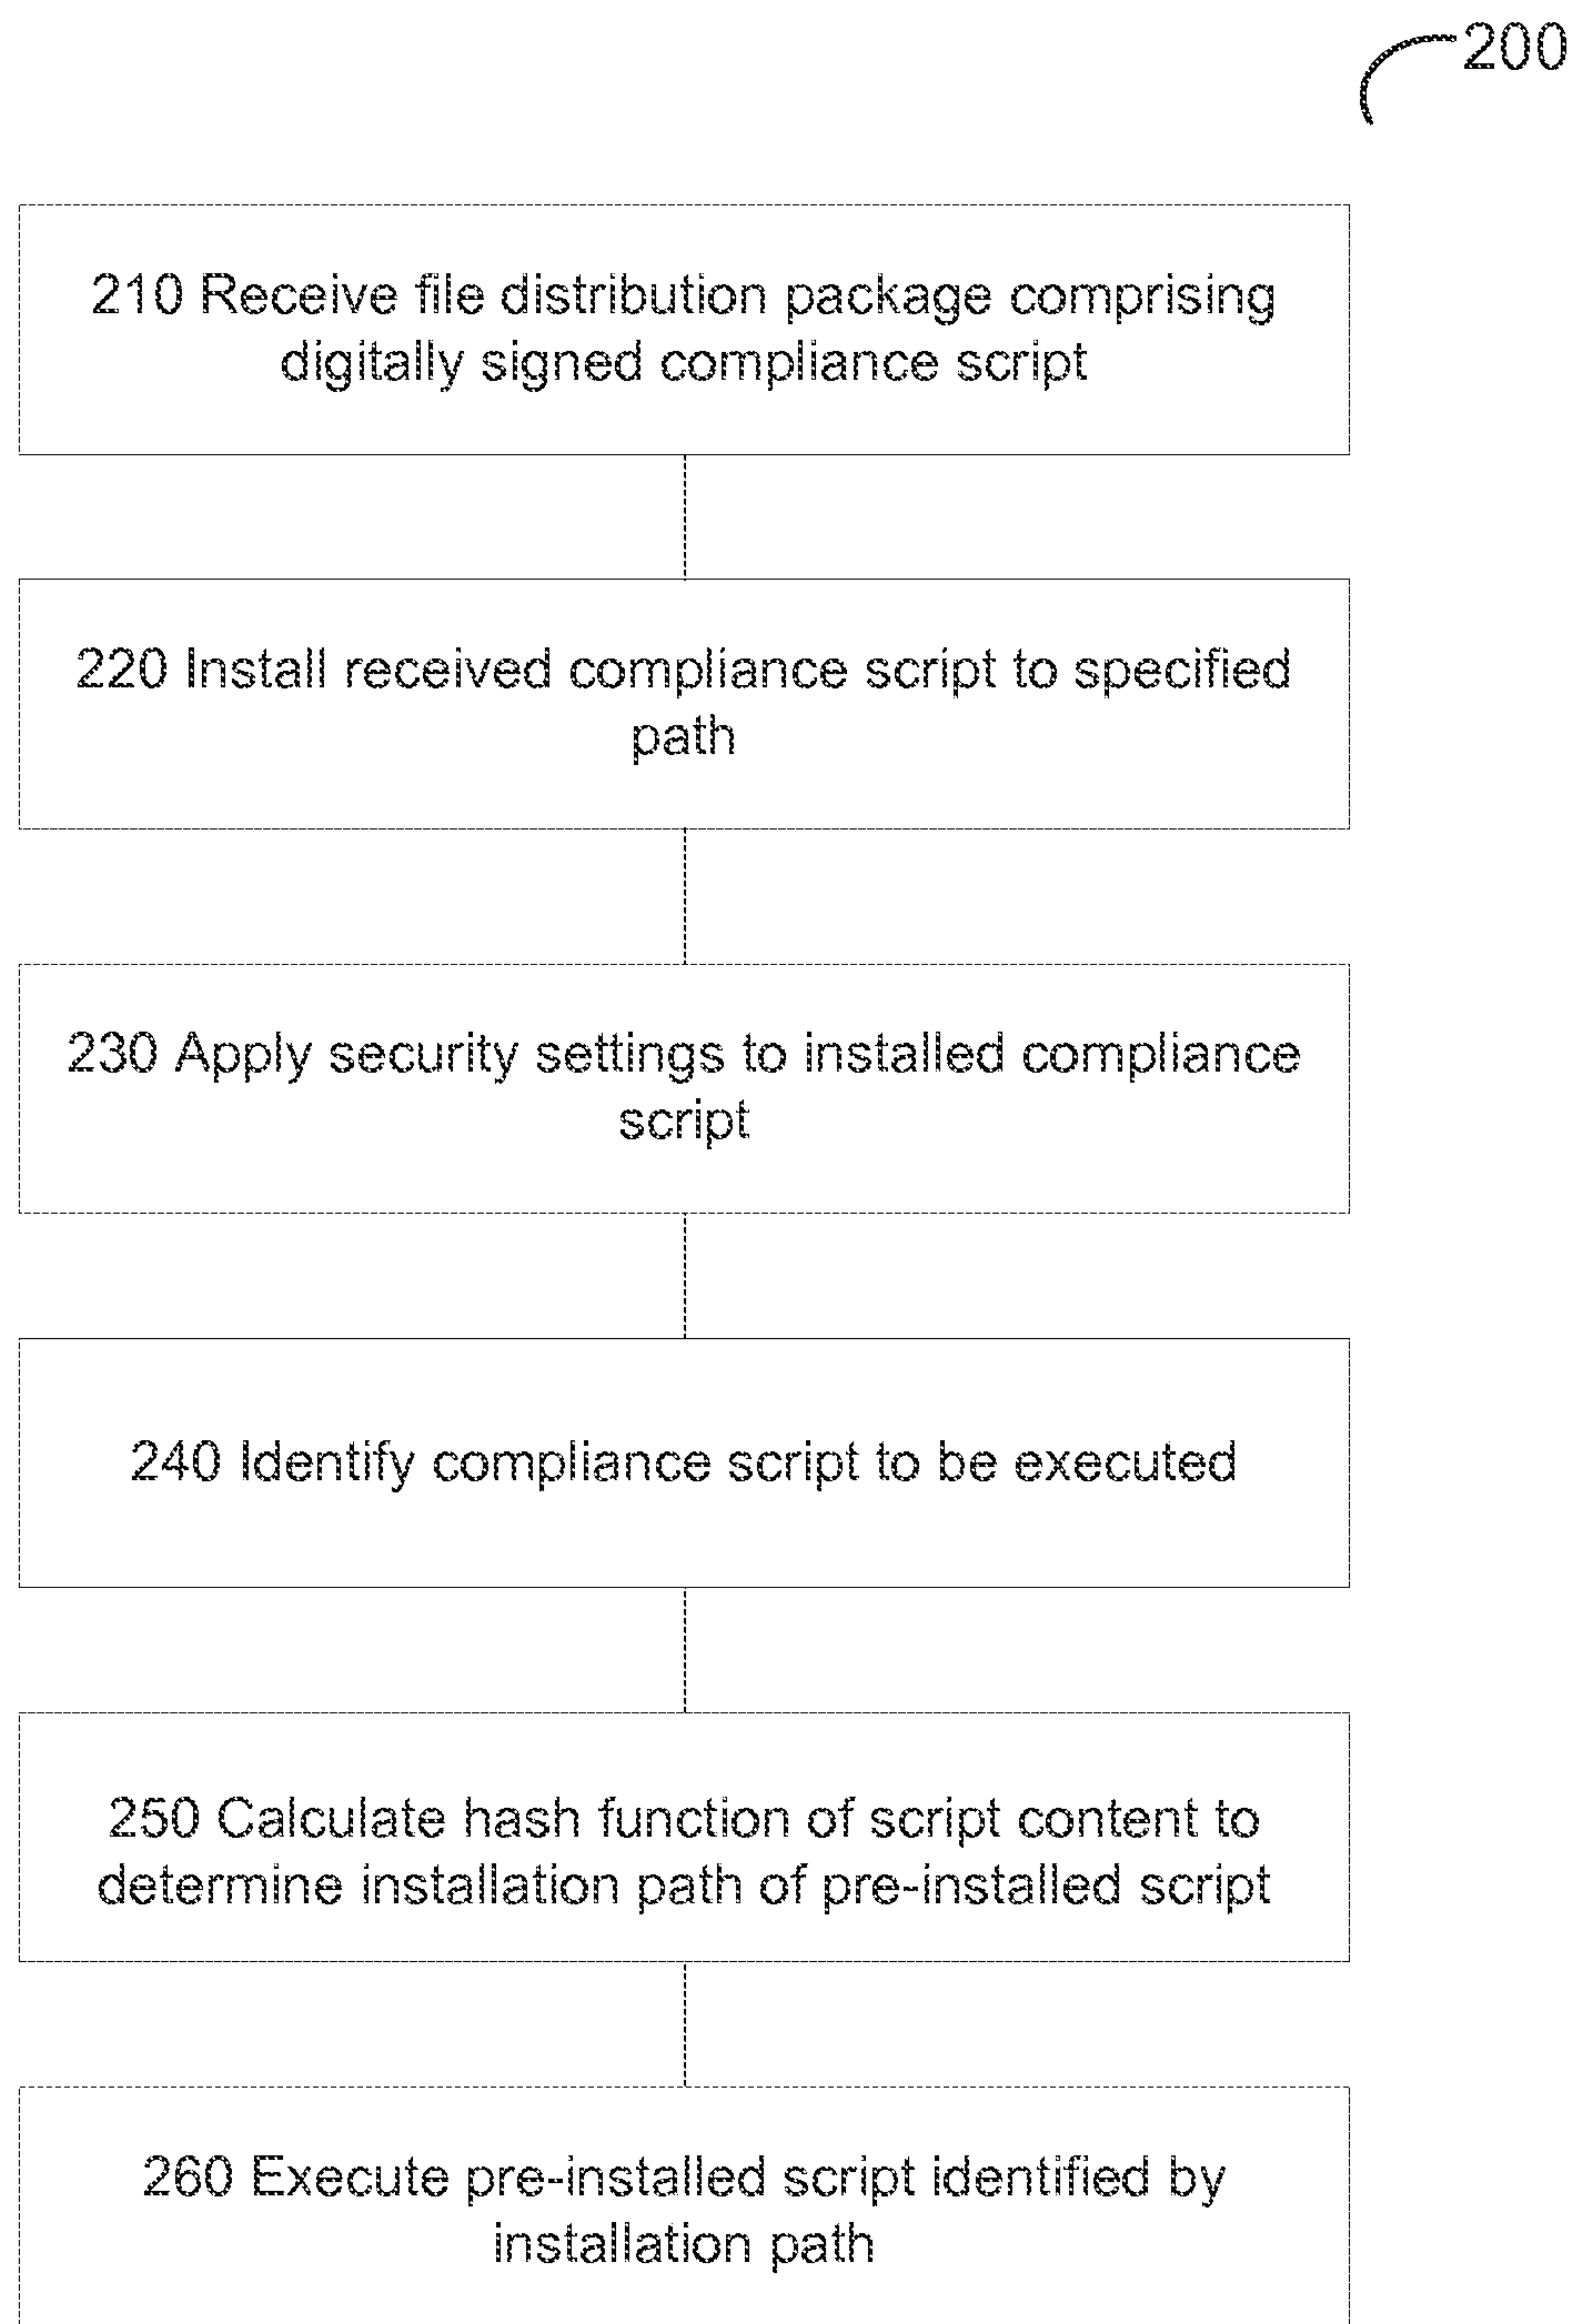 200
210 Receive file distribution package comprising
digitally signed compliance script
220 Install received compliance script to specified
path
230 Apply security settings to installed compliance
script
240 Identify compliance script to be executed
250 Calculate hash function of script content to
determine installation path of pre-installed script
260 Execute pre-installed script identified by
installation path